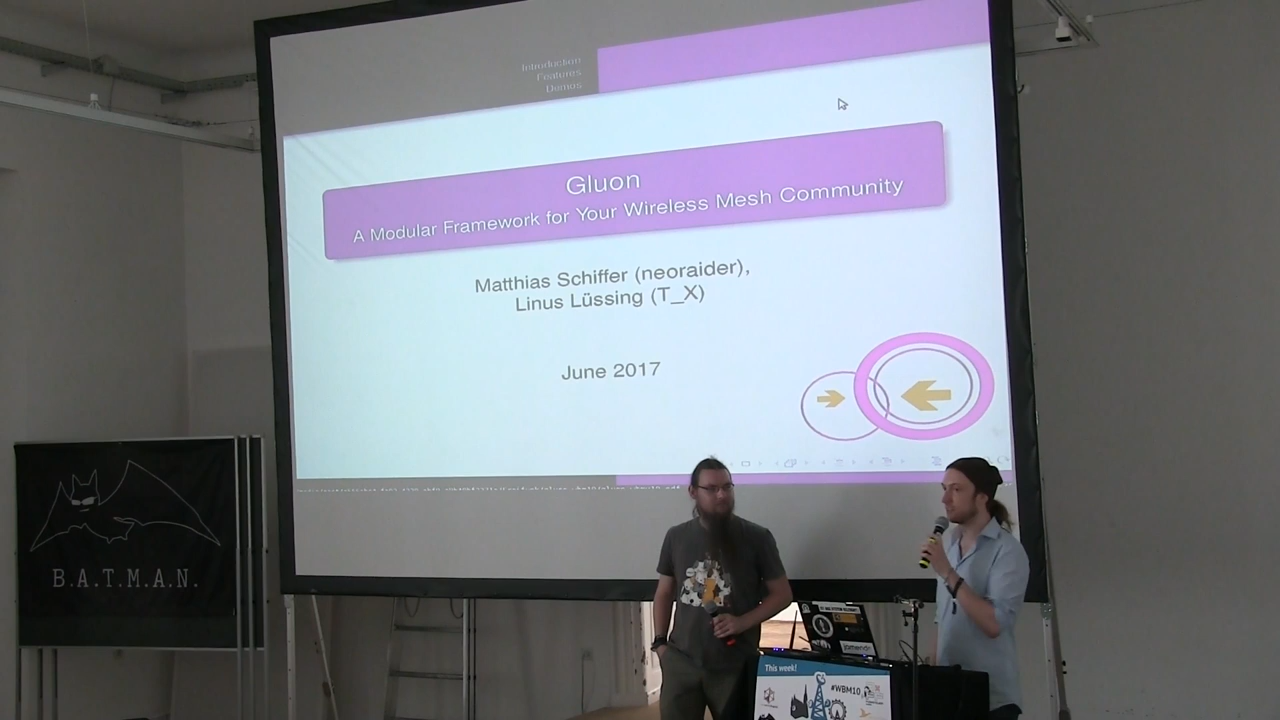 Introduction
Features
Demos
Gluon
A Modular Framework for Your Wireless Mesh Community
Matthias Schiffer (neoraider),
Linus Lüssing (T_X)
June 2017
B.A.T.M.A.N.
This week!
#WBM10